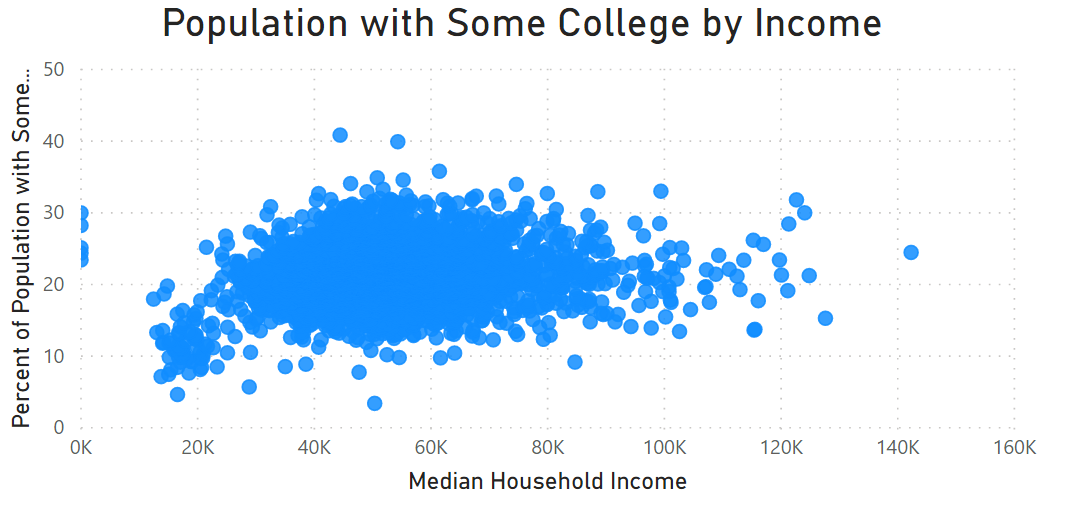 Population with Some College by Income
Percent of Population with Some...
50
40
30
20
10
0
0K 20K 40K 60K 80K 100K 120K 140K 160K
Median Household Income